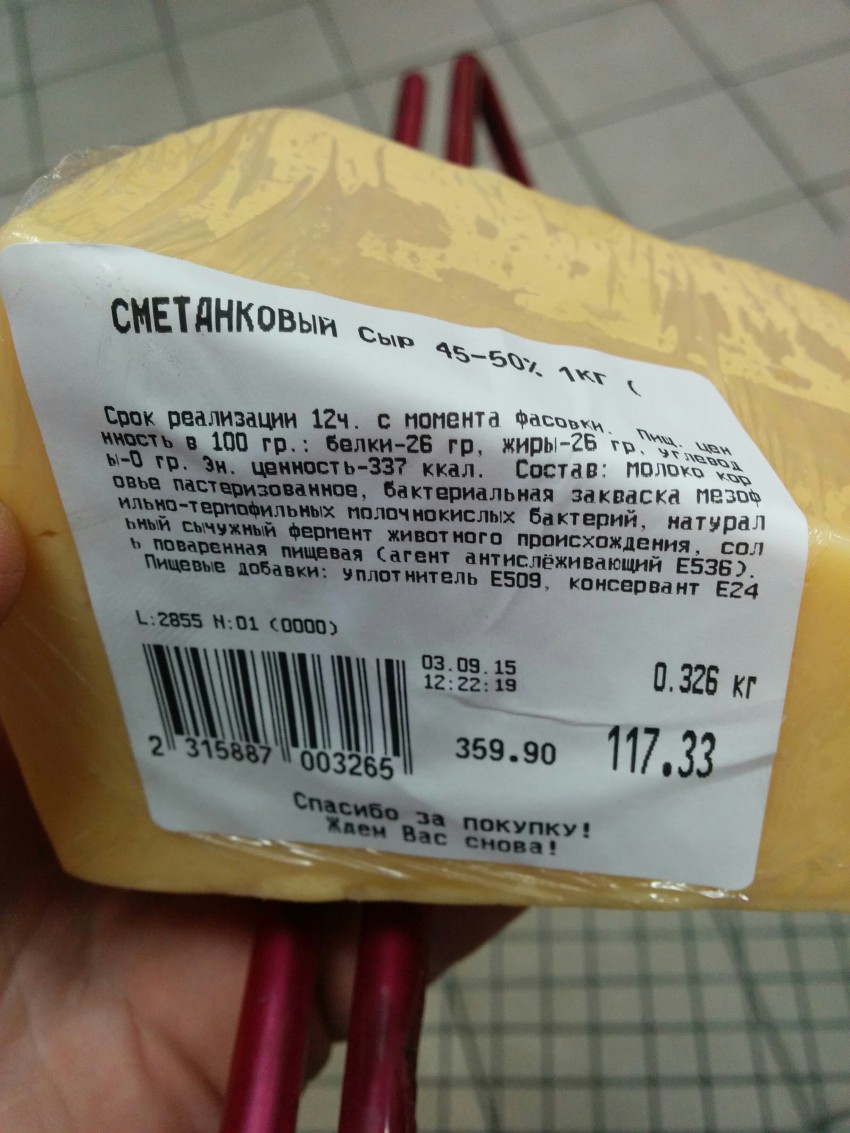 СМЕТАНКОВЫЙ СЫР 45-50% 1КГ (
Срок реализации 12ч. с момента фасовки. Пищ. цен
нность в 100 гр.: белки-26 гр, жиры-26 гр, углевод
ы-0 гр. Эн. ценность-337 ккал. Состав: молоко кор
овье пастеризованное, бактериальная закваска мезоф
ильно-термофильных молочнокислых бактерий, натурал
ьный сычужный фермент животного происхождения, сол
ь поваренная пищевая (агент антислёживающий Е536).
Пищевые добавки: уплотнитель Е509, консервант Е24
L:2855 N:01 (0000)
03.09.15
12:22:19
0.326 кг
2 315887 003265
359.90
117.33
Спасибо за покупку!
Ждем Вас снова!